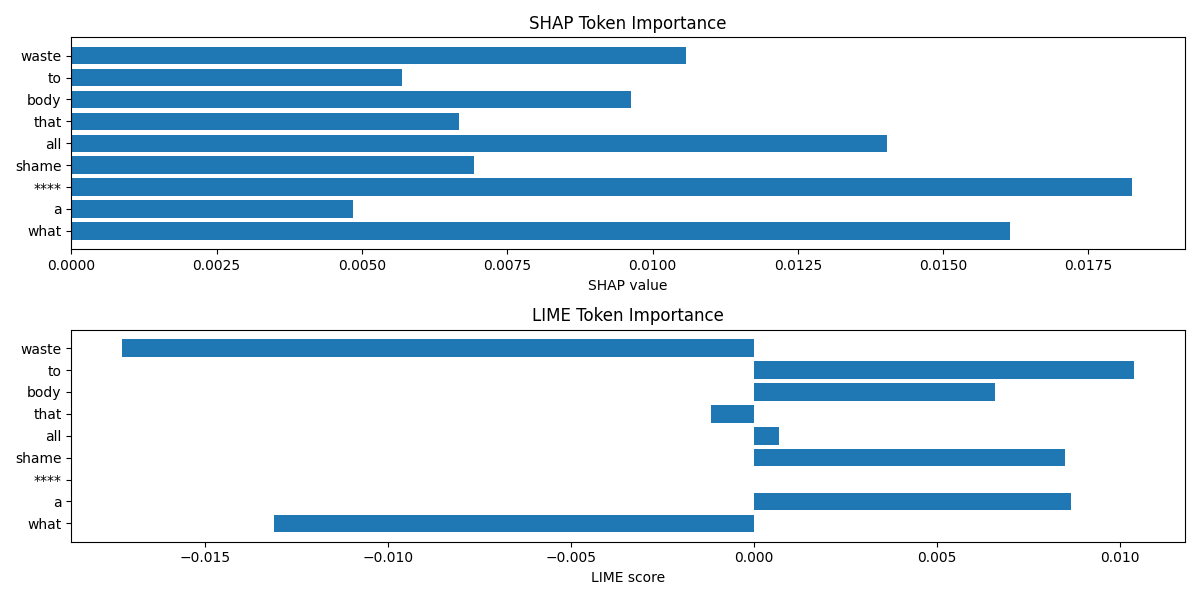 SHAP Token Importance
waste
to
body
that
all
shame
****
a
what
0.0000 0.0025 0.0050 0.0075 0.0100 0.0125 0.0150 0.0175
SHAP value
LIME Token Importance
waste
to
body
that
all
shame
****
a
what
−0.015 −0.010 −0.005 0.000 0.005 0.010
LIME score